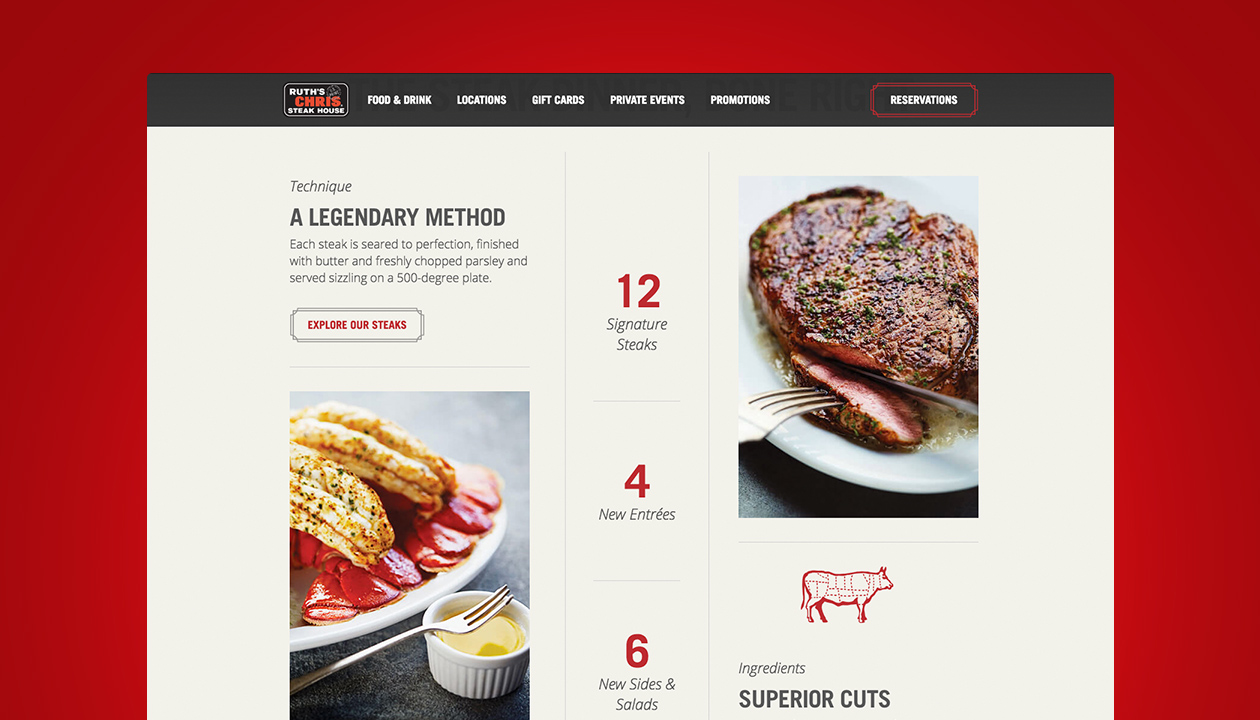 RUTH'S
CHRIS
STEAK HOUSE
FOOD & DRINK
LOCATIONS
GIFT CARDS
PRIVATE EVENTS
PROMOTIONS
RESERVATIONS
Technique
A LEGENDARY METHOD
Each steak is seared to perfection, finished
with butter and freshly chopped parsley and
served sizzling on a 500-degree plate.
EXPLORE OUR STEAKS
12
Signature
Steaks
4
New Entrées
6
New Sides &
Salads
Ingredients
SUPERIOR CUTS